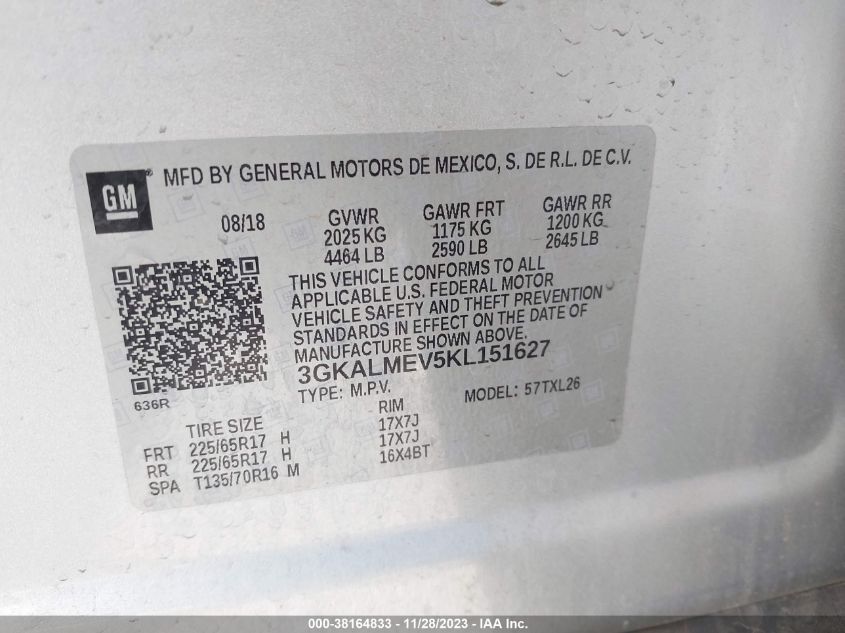 GM ® MFD BY GENERAL MOTORS DE MEXICO, S. DE R.L. DE C.V.
08/18 GVWR GAWR FRT GAWR RR
2025 KG 1175 KG 1200 KG
4464 LB 2590 LB 2645 LB
THIS VEHICLE CONFORMS TO ALL
APPLICABLE U.S. FEDERAL MOTOR
VEHICLE SAFETY AND THEFT PREVENTION
STANDARDS IN EFFECT ON THE DATE OF
MANUFACTURE SHOWN ABOVE.
3GKALMEV5KL151627
636R TYPE: M.P.V. MODEL: 57TXL26
TIRE SIZE RIM
FRT 225/65R17 H 17X7J
RR 225/65R17 H 17X7J
SPA T135/70R16 M 16X4BT
000-38164833 - 11/28/2023 - IAA Inc.